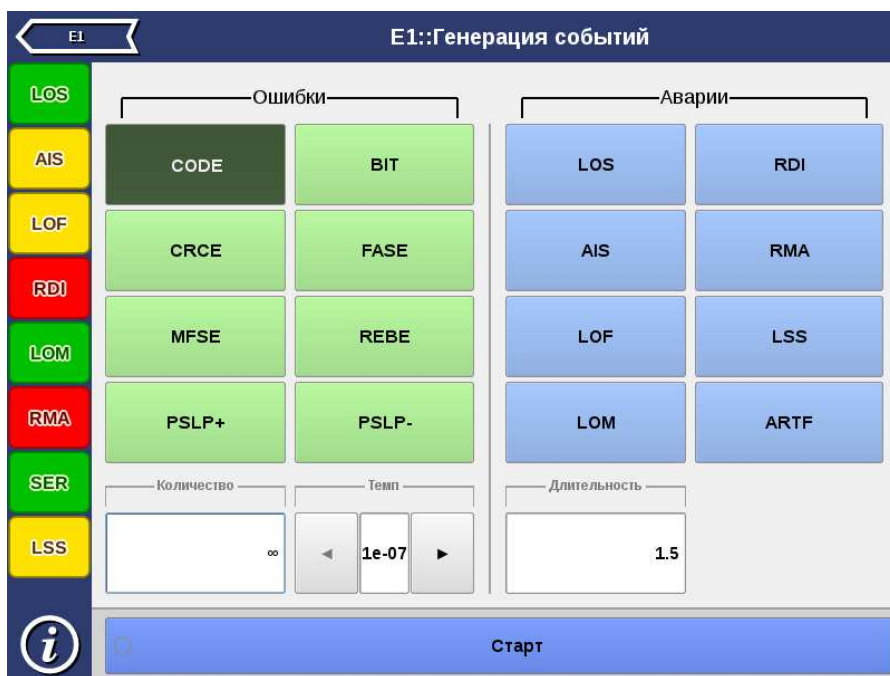 E1
E1::Генерация событий
LOS
AIS
LOF
RDI
LOM
RMA
SER
LSS
Ошибки
CODE BIT
CRCE FASE
MFSE REBE
PSLP+ PSLP-
Количество Темп
∞ ◄ 1e-07 ►
Аварии
LOS RDI
AIS RMA
LOF LSS
LOM ARTF
Длительность
1.5
i
Старт